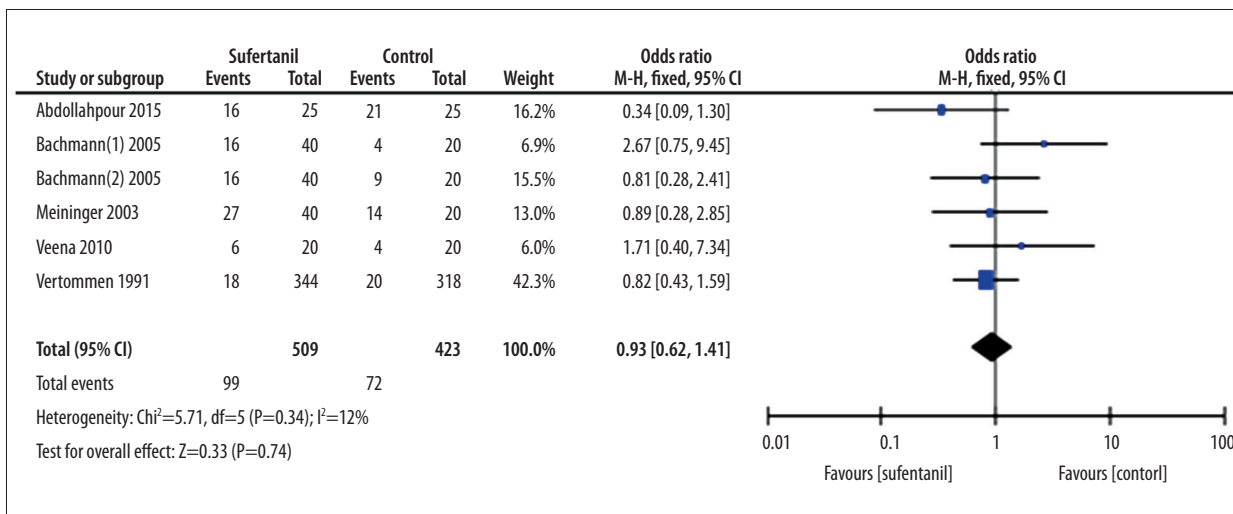 Sufertanil Control Odds ratio Odds ratio
Study or subgroup Events Total Events Total Weight M-H, fixed, 95% CI M-H, fixed, 95% CI
Abdollahpour 2015 16 25 21 25 16.2% 0.34 [0.09, 1.30]
Bachmann(1) 2005 16 40 4 20 6.9% 2.67 [0.75, 9.45]
Bachmann(2) 2005 16 40 9 20 15.5% 0.81 [0.28, 2.41]
Meininger 2003 27 40 14 20 13.0% 0.89 [0.28, 2.85]
Veena 2010 6 20 4 20 6.0% 1.71 [0.40, 7.34]
Vertommen 1991 18 344 20 318 42.3% 0.82 [0.43, 1.59]
Total (95% CI) 509 423 100.0% 0.93 [0.62, 1.41]
Total events 99 72
Heterogeneity: Chi²=5.71, df=5 (P=0.34); I²=12%
Test for overall effect: Z=0.33 (P=0.74)
0.01 0.1 1 10 100
Favours [sufentanil] Favours [contorl]